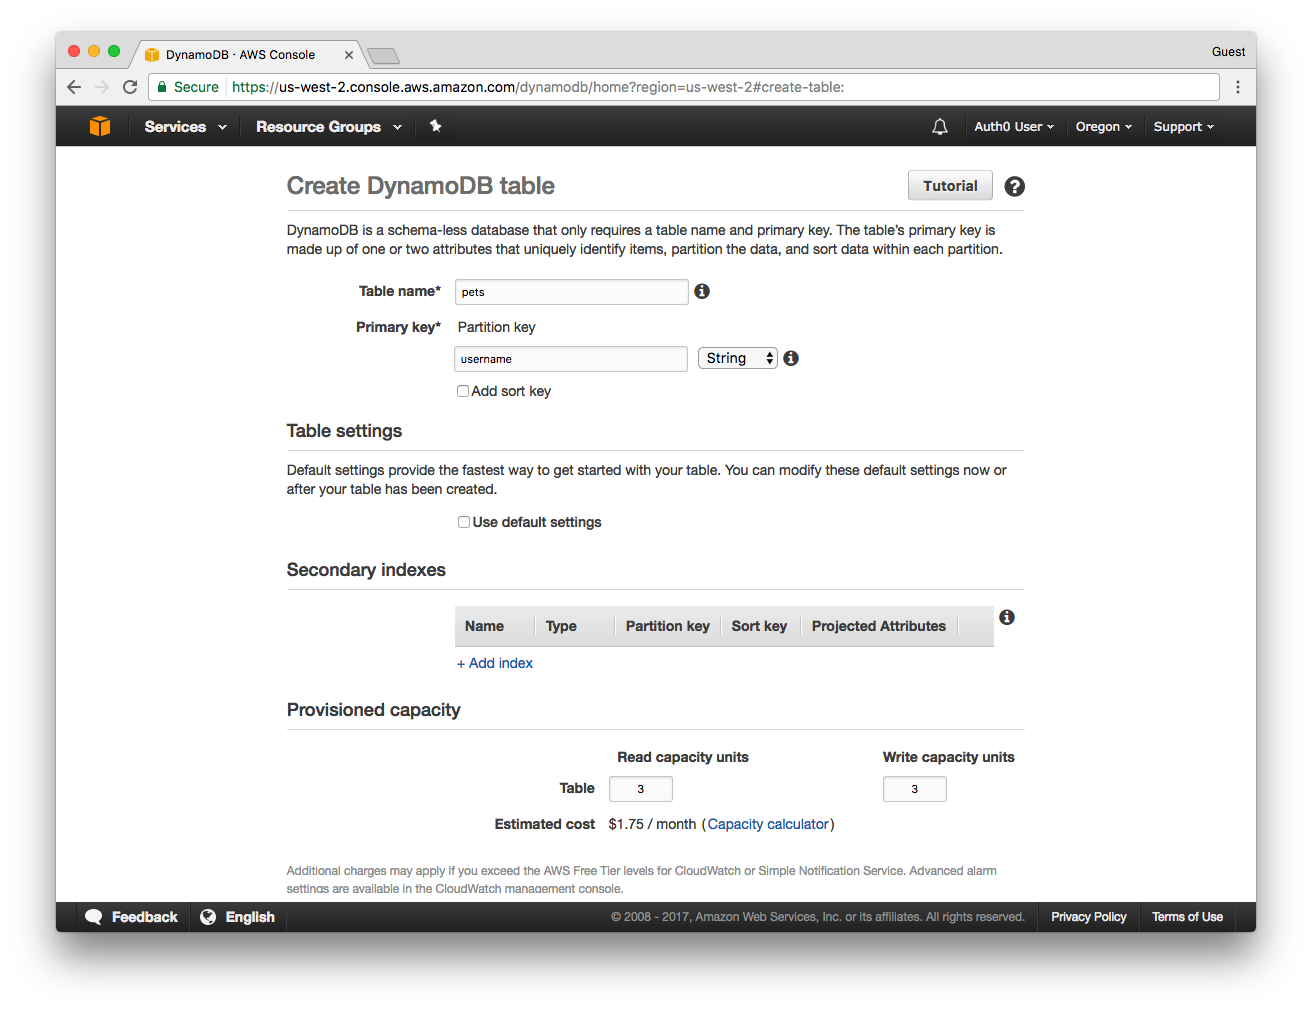 DynamoDB · AWS Console
Guest
Secure https://us-west-2.console.aws.amazon.com/dynamodb/home?region=us-west-2#create-table:
Services Resource Groups Auth0 User Oregon Support
Create DynamoDB table
Tutorial
DynamoDB is a schema-less database that only requires a table name and primary key. The table's primary key is
made up of one or two attributes that uniquely identify items, partition the data, and sort data within each partition.
Table name* pets
Primary key* Partition key
username String
Add sort key
Table settings
Default settings provide the fastest way to get started with your table. You can modify these default settings now or
after your table has been created.
Use default settings
Secondary indexes
Name Type Partition key Sort key Projected Attributes
+ Add index
Provisioned capacity
Read capacity units Write capacity units
Table 3 3
Estimated cost $1.75 / month (Capacity calculator)
Additional charges may apply if you exceed the AWS Free Tier levels for CloudWatch or Simple Notification Service. Advanced alarm
settings are available in the CloudWatch management console.
Feedback English © 2008 - 2017, Amazon Web Services, Inc. or its affiliates. All rights reserved. Privacy Policy Terms of Use